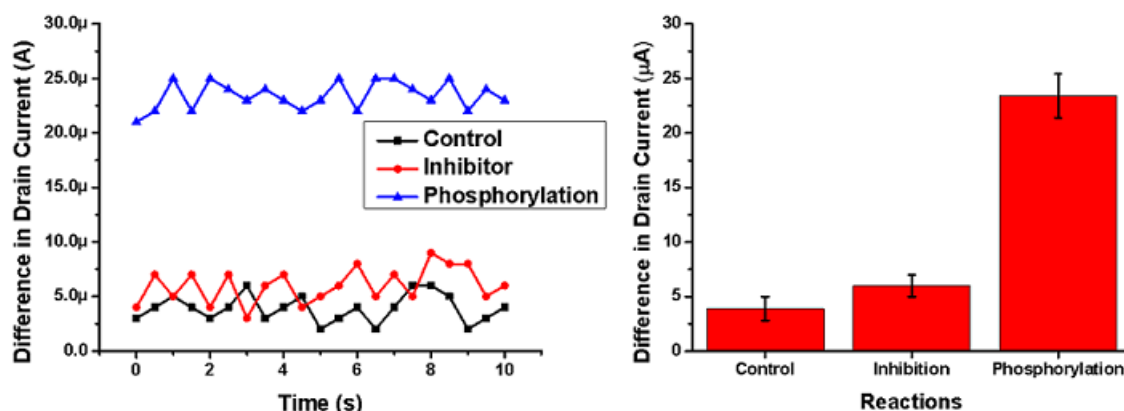 Difference in Drain Current (A)
30.0µ
25.0µ
20.0µ
15.0µ
10.0µ
5.0µ
0.0
Control
Inhibitor
Phosphorylation
0 2 4 6 8 10
Time (s)
Difference in Drain Current (µA)
30
25
20
15
10
5
0
Control Inhibition Phosphorylation
Reactions